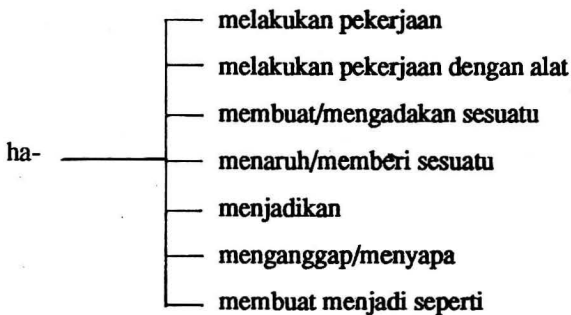 melakukan pekerjaan
melakukan pekerjaan dengan alat
membuat/mengadakan sesuatu
ha-
menaruh/memberi sesuatu
menjadikan
menganggap/menyapa
membuat menjadi seperti